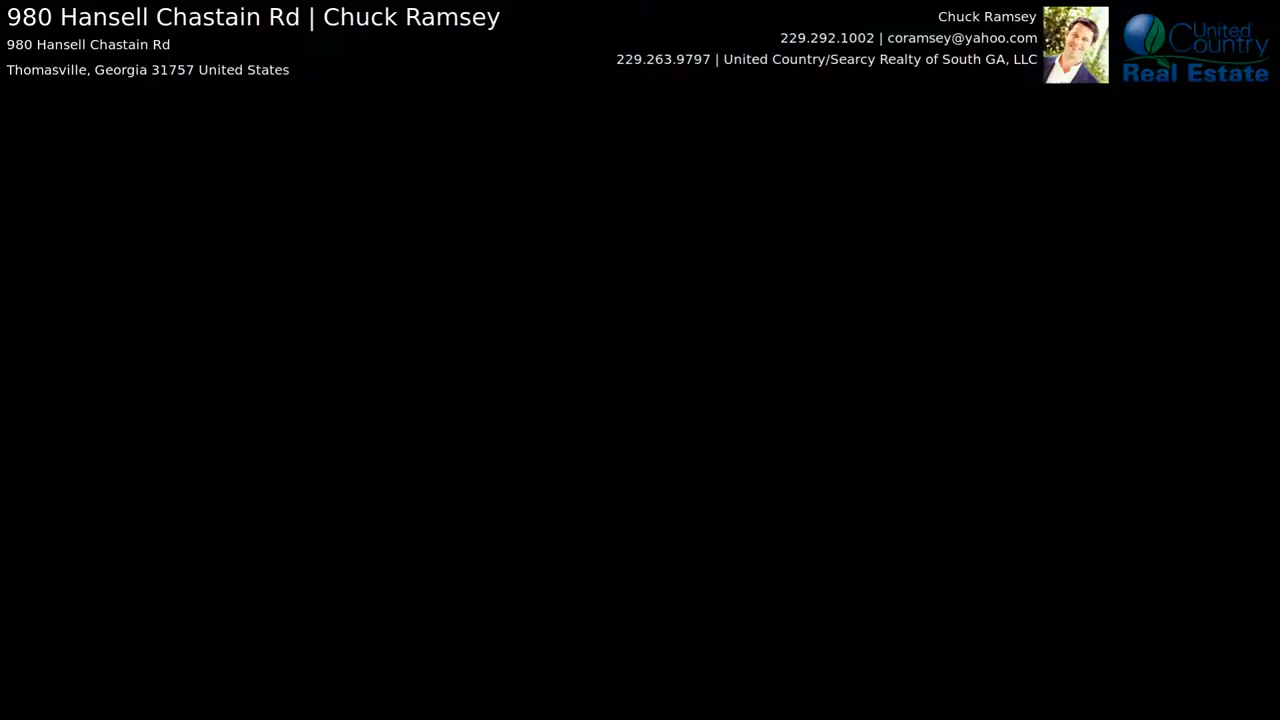 980 Hansell Chastain Rd | Chuck Ramsey
980 Hansell Chastain Rd
Thomasville, Georgia 31757 United States
Chuck Ramsey
229.292.1002 | coramsey@yahoo.com
229.263.9797 | United Country/Searcy Realty of South GA, LLC
United
Country
Real Estate